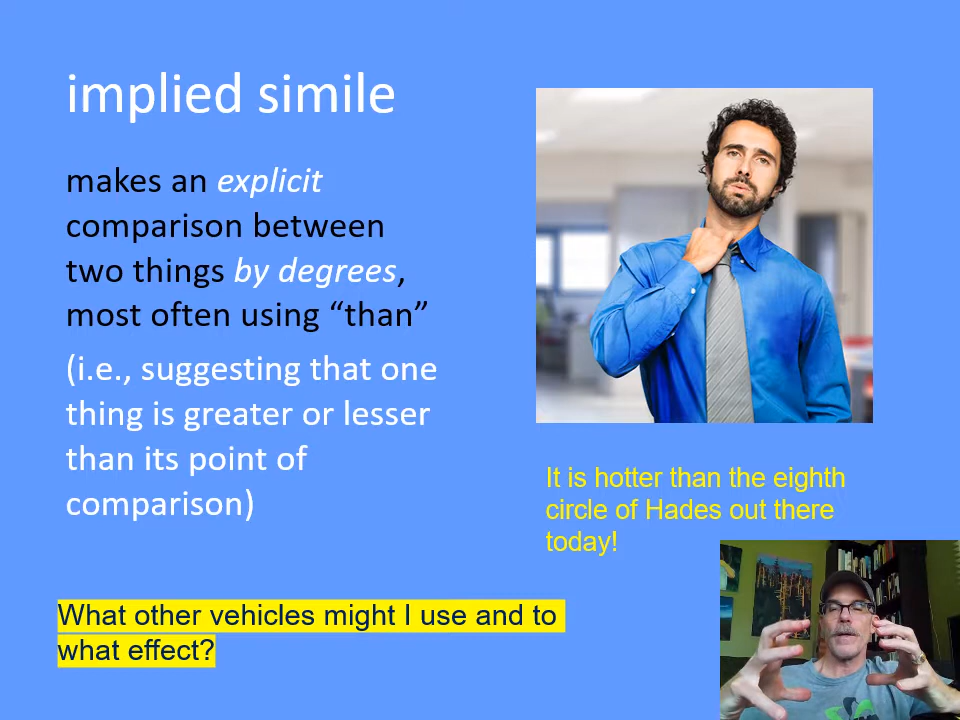 implied simile
makes an explicit
comparison between
two things by degrees,
most often using “than”
(i.e., suggesting that one
thing is greater or lesser
than its point of
comparison)
It is hotter than the eighth
circle of Hades out there
today!
What other vehicles might I use and to
what effect?